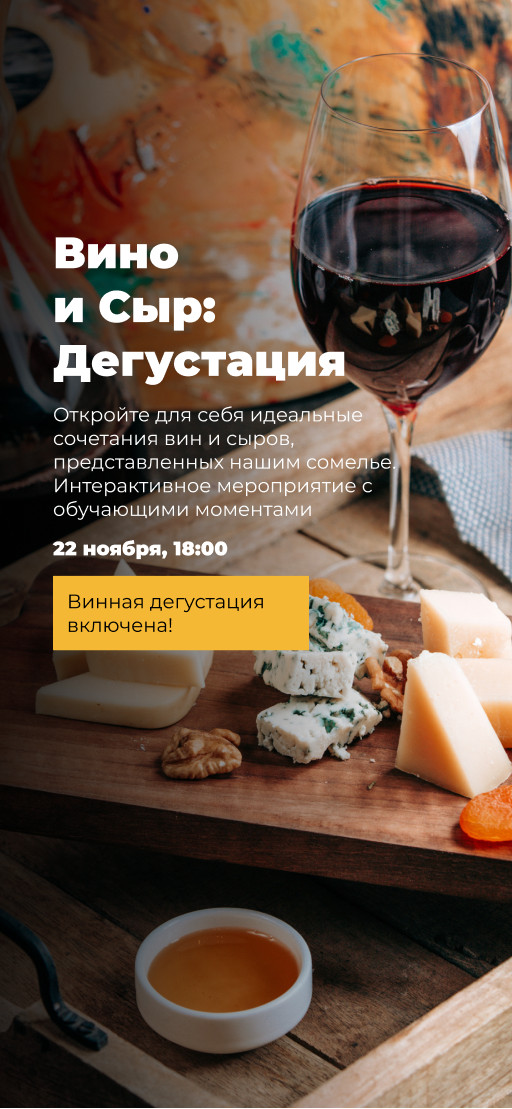 Вино
и Сыр:
Дегустация
Откройте для себя идеальные
сочетания вин и сыров,
представленных нашим сомелье.
Интерактивное мероприятие с
обучающими моментами
22 ноября, 18:00
Винная дегустация
включена!